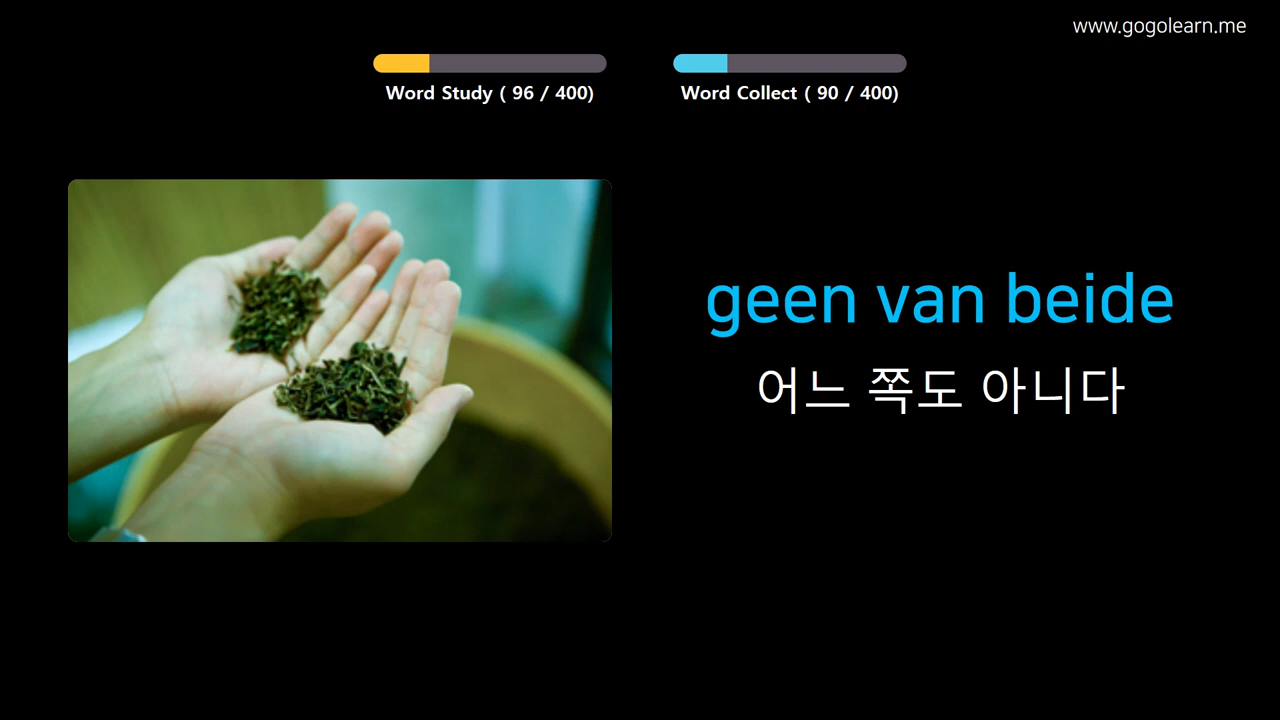 www.gogolearn.me
Word Study ( 96 / 400)
Word Collect ( 90 / 400)
geen van beide
어느 쪽도 아니다